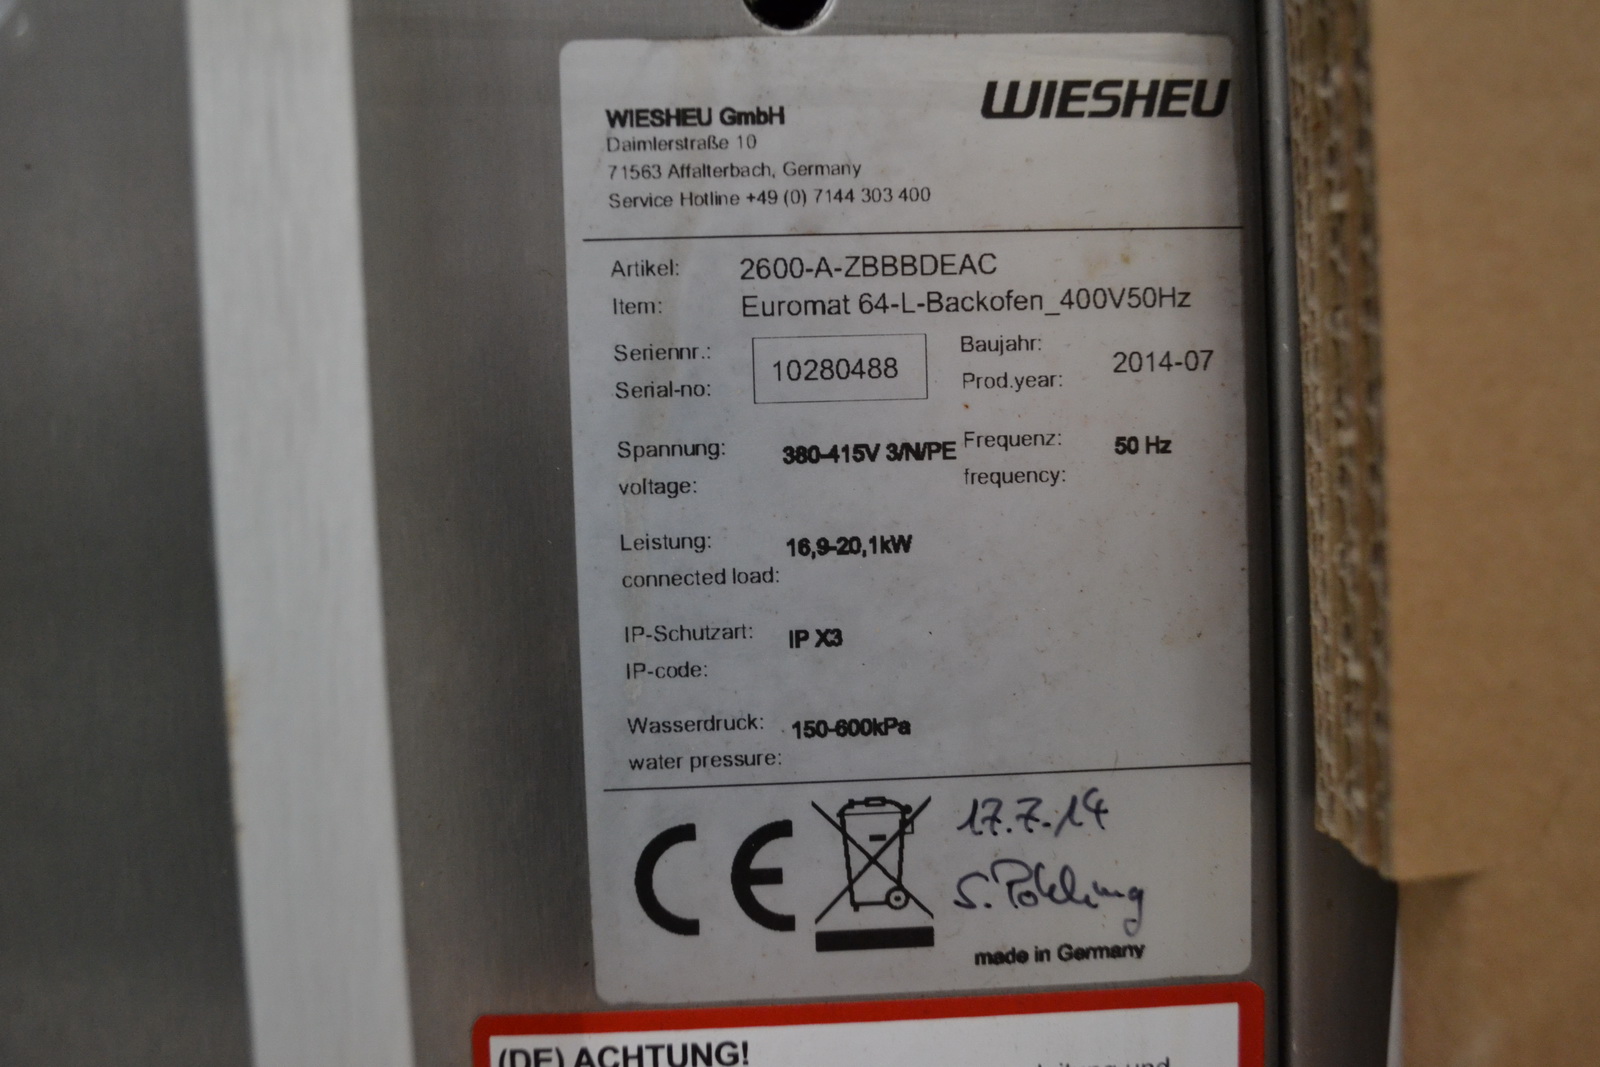 WIESHEU
WIESHEU GmbH
Daimlerstraße 10
71563 Affalterbach, Germany
Service Hotline +49 (0) 7144 303 400
Artikel: 2600-A-ZBBBDEAC
Item: Euromat 64-L-Backofen_400V50Hz
Seriennr.: Baujahr:
Serial-no: 10280488 Prod.year: 2014-07
Spannung: 380-415V 3/N/PE Frequenz: 50 Hz
voltage: frequency:
Leistung: 16,9-20,1kW
connected load:
IP-Schutzart: IP X3
IP-code:
Wasserdruck: 150-600kPa
water pressure:
CE
17.7.14
made in Germany
(DE) ACHTUNG!
und